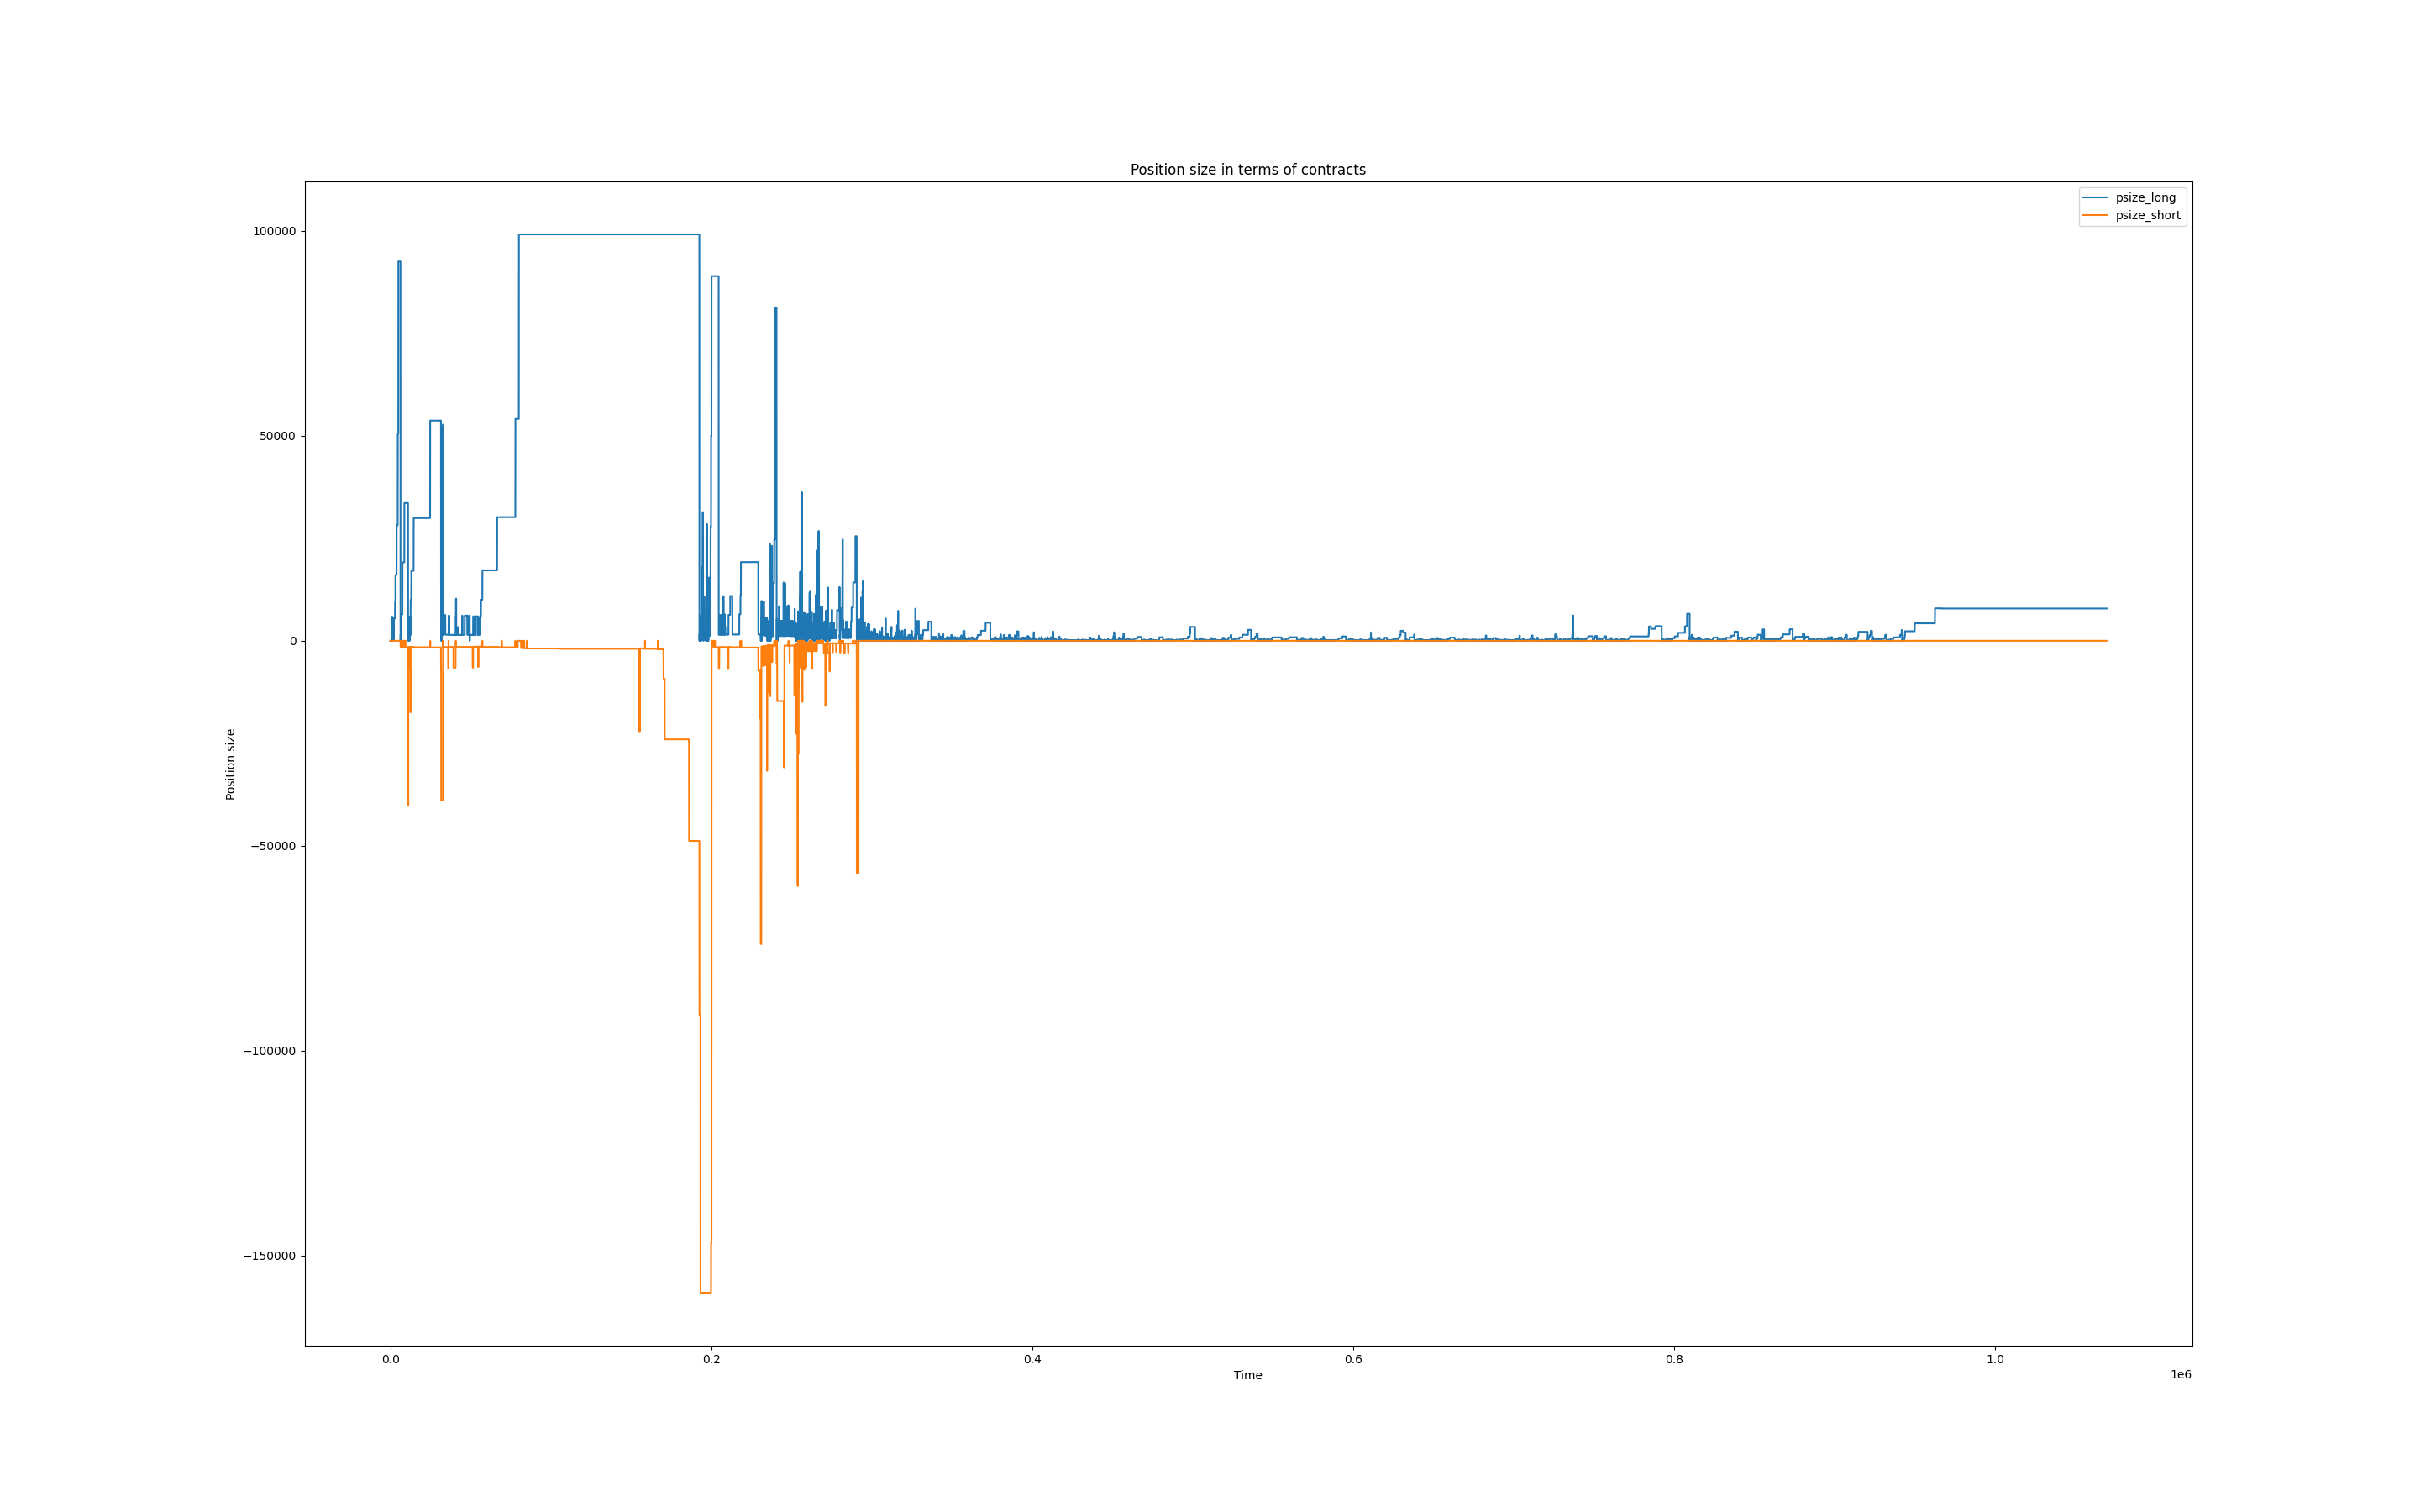 Position size in terms of contracts
psize_long
psize_short
100000
50000
0
−50000
−100000
−150000
Position size
0.0
0.2
0.4
0.6
0.8
1.0
Time
1e6